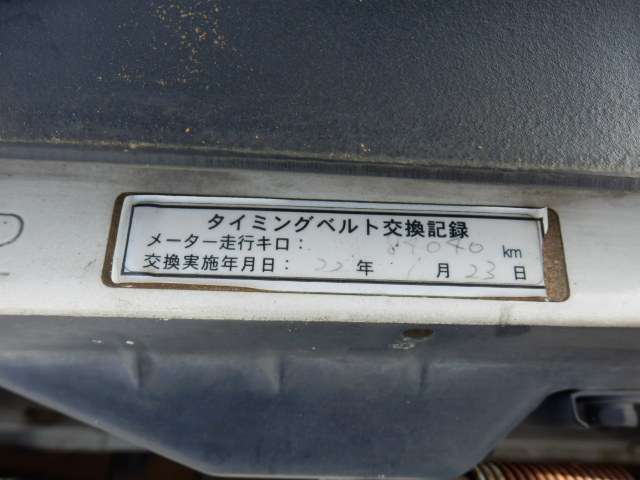 タイミングベルト交換記録
メーター走行キロ： km
交換実施年月日： 22 年 1 月 23 日